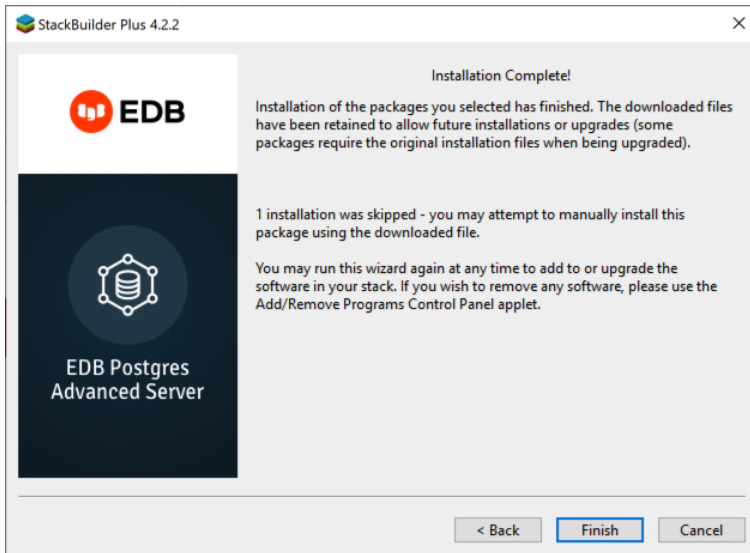 StackBuilder Plus 4.2.2
EDB
EDB Postgres
Advanced Server
Installation Complete!
Installation of the packages you selected has finished. The downloaded files
have been retained to allow future installations or upgrades (some
packages require the original installation files when being upgraded).
1 installation was skipped - you may attempt to manually install this
package using the downloaded file.
You may run this wizard again at any time to add to or upgrade the
software in your stack. If you wish to remove any software, please use the
Add/Remove Programs Control Panel applet.
< Back
Finish
Cancel